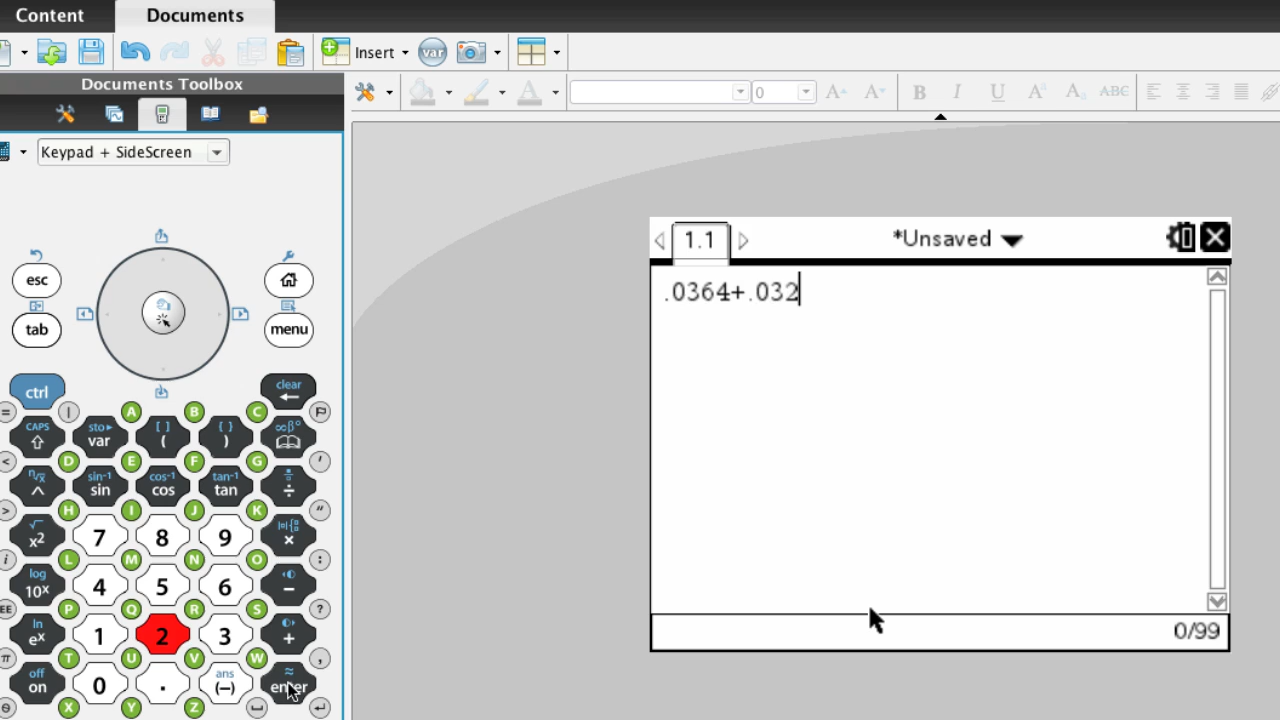 Content Documents
Insert var
Documents Toolbox
0 A A B I U A A ABC
Keypad + SideScreen
1.1 *Unsaved
.0364+.032
esc
tab menu
ctrl clear
= | A B C
CAPS sto► [ ] { } ∞β°
var ( )
< D E F G ′
n√x sin⁻¹ cos⁻¹ tan⁻¹
^ sin cos tan ÷
> H I J K "
√ |□|{
x² 7 8 9 ×
i L M N O :
log
10ˣ 4 5 6 −
EE P Q R S ?
ln
eˣ 1 2 3 +
0/99
π T U V W ,
off ans ≈
on 0 . (−) enter
θ X Y Z